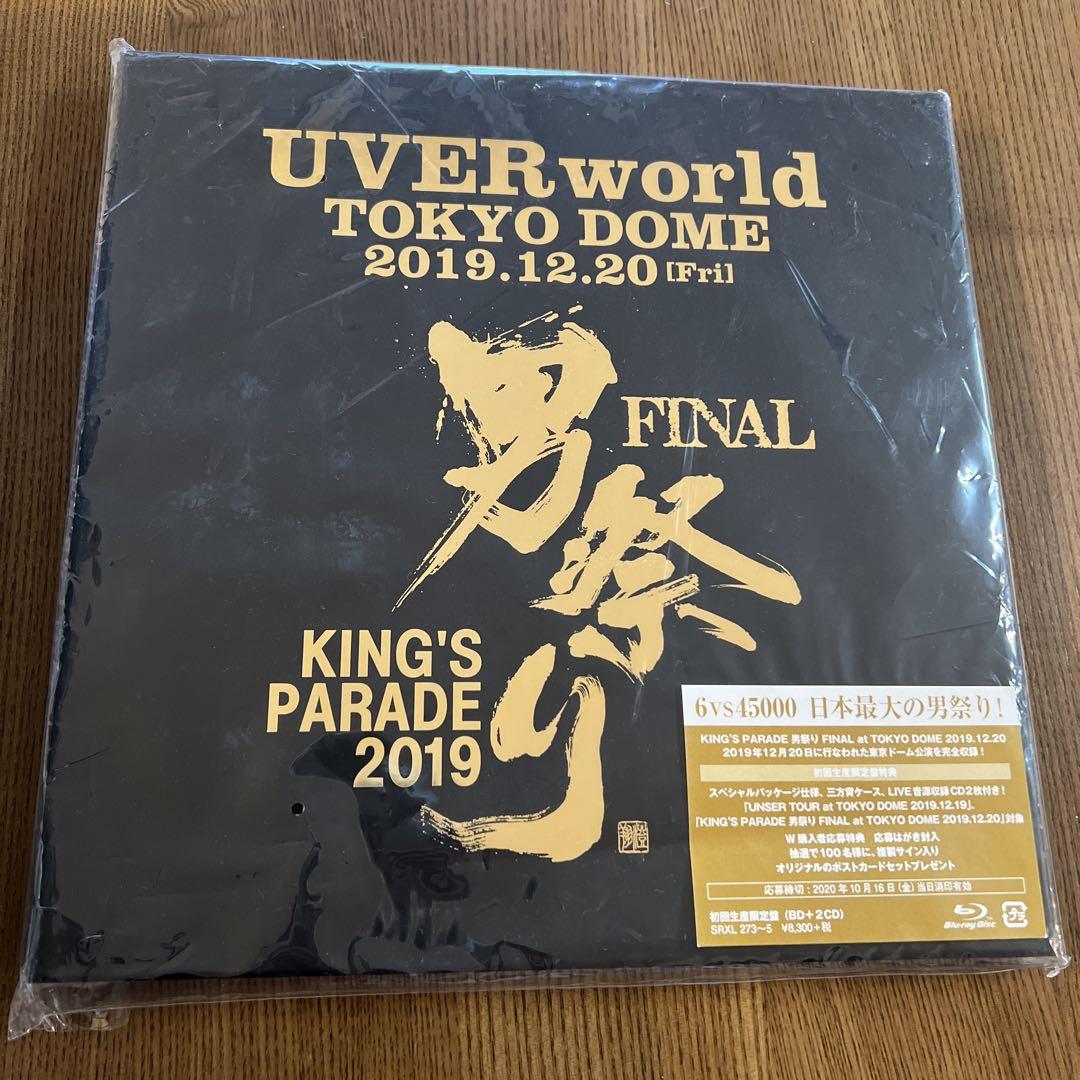 UVERworld
TOKYO DOME
2019.12.20 [Fri]
男祭り
FINAL
KING'S
PARADE
2019
6vs45000 日本最大の男祭り!
KING'S PARADE 男祭り FINAL at TOKYO DOME 2019.12.20
2019年12月20日に行なわれた東京ドーム公演を完全収録!
初回生産限定盤特典
スペシャルパッケージ仕様、三方背ケース、LIVE音源収録CD2枚付き!
「UNSER TOUR at TOKYO DOME 2019.12.19」、
「KING'S PARADE 男祭り FINAL at TOKYO DOME 2019.12.20」対象
W購入者応募特典 応募はがき封入
抽選で100名様に、複製サイン入り
オリジナルのポストカードセットプレゼント
応募締切:2020年10月16日(金)当日消印有効
初回生産限定盤(BD+2CD)
SRXL 273~5 ¥8,300+税
Blu-ray Disc
プラ